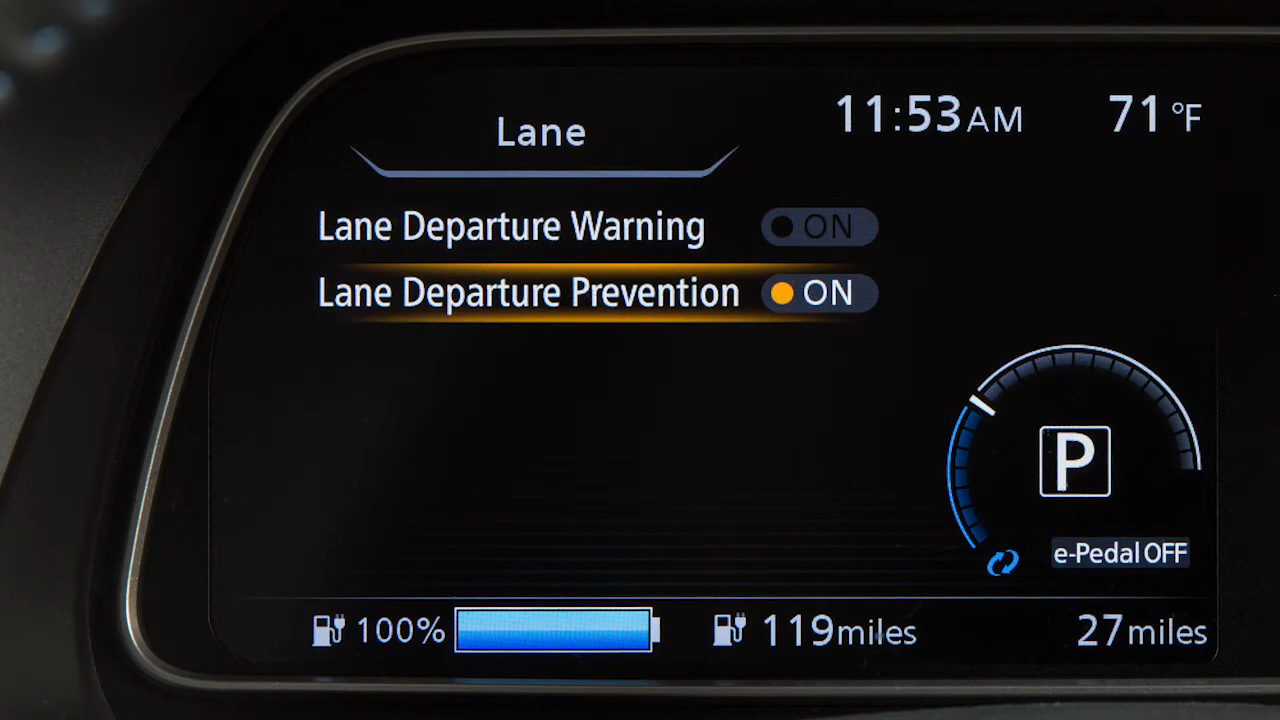 Lane
11:53 AM 71 °F
Lane Departure Warning ON
Lane Departure Prevention ON
P
e-Pedal OFF
100% 119 miles 27 miles